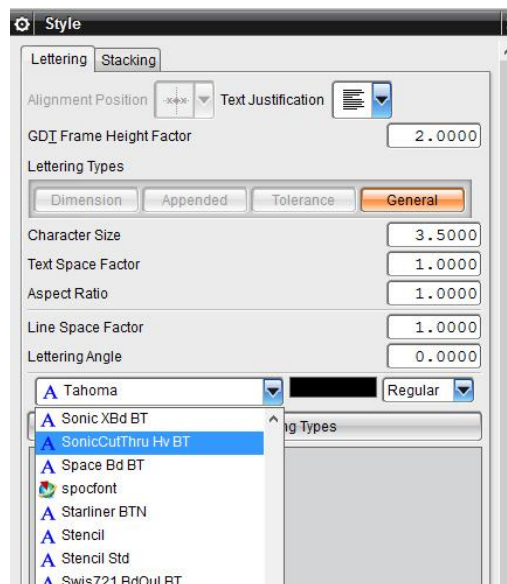 Style
Lettering Stacking
Alignment Position Text Justification
GDT Frame Height Factor 2.0000
Lettering Types
Dimension Appended Tolerance General
Character Size 3.5000
Text Space Factor 1.0000
Aspect Ratio 1.0000
Line Space Factor 1.0000
Lettering Angle 0.0000
A Tahoma Regular
A Sonic XBd BT
ng Types
A SonicCutThru Hv BT
A Space Bd BT
spocfont
A Starliner BTN
A Stencil
A Stencil Std
A Swis721 BdOul BT